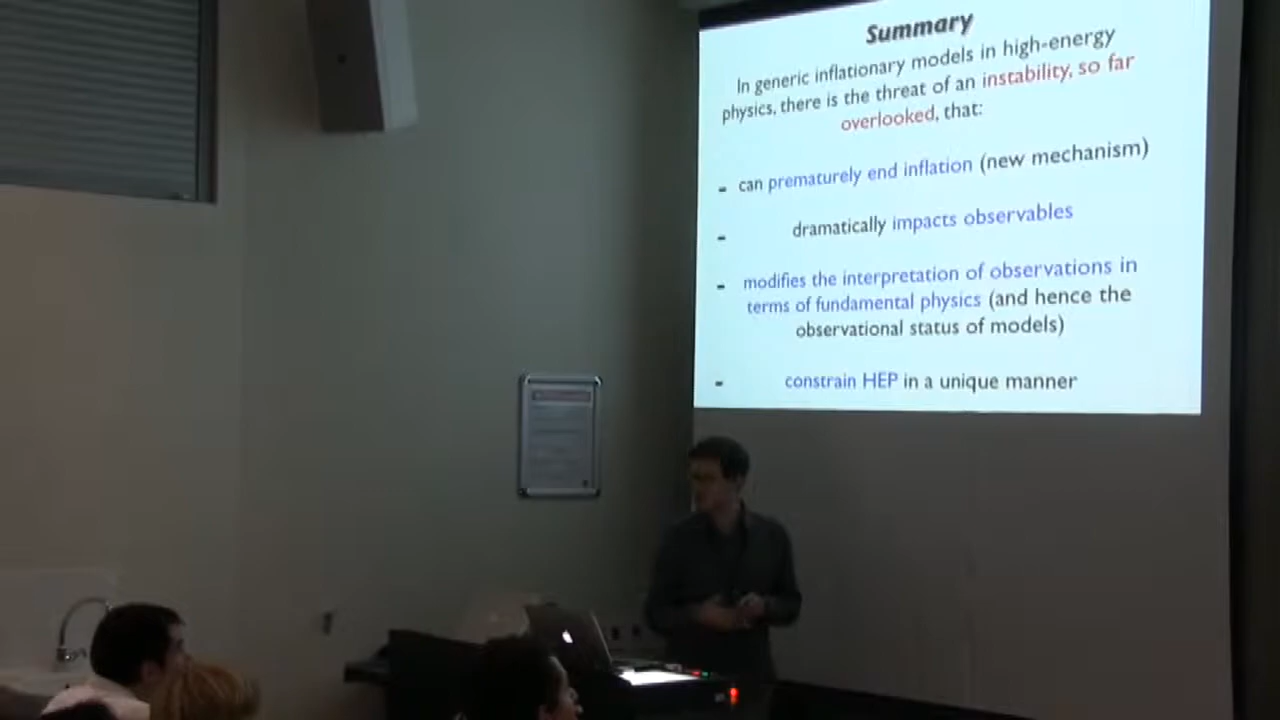 Summary
In generic inflationary models in high-energy
physics, there is the threat of an instability, so far
overlooked, that:
- can prematurely end inflation (new mechanism)
- dramatically impacts observables
- modifies the interpretation of observations in
terms of fundamental physics (and hence the
observational status of models)
- constrain HEP in a unique manner